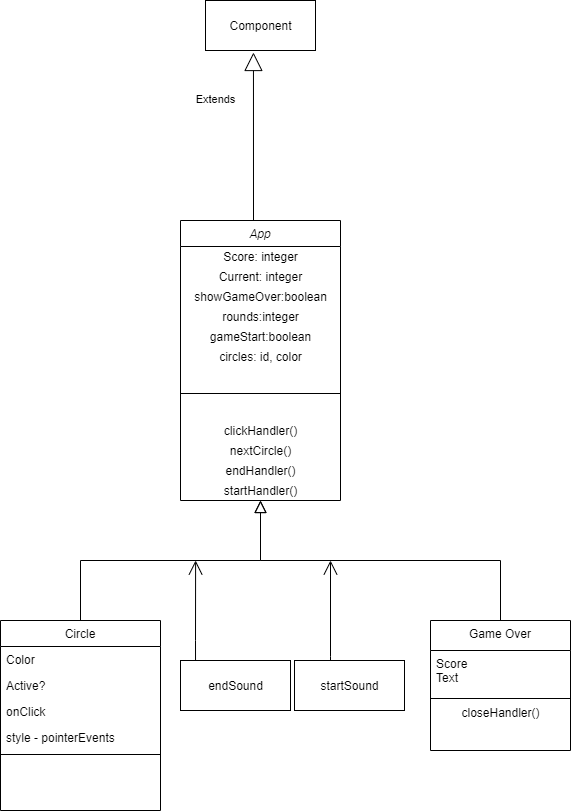 Component
Extends
App
Score: integer
Current: integer
showGameOver:boolean
rounds:integer
gameStart:boolean
circles: id, color
clickHandler()
nextCircle()
endHandler()
startHandler()
Circle
Color
Active?
onClick
style - pointerEvents
endSound
startSound
Game Over
Score
Text
closeHandler()